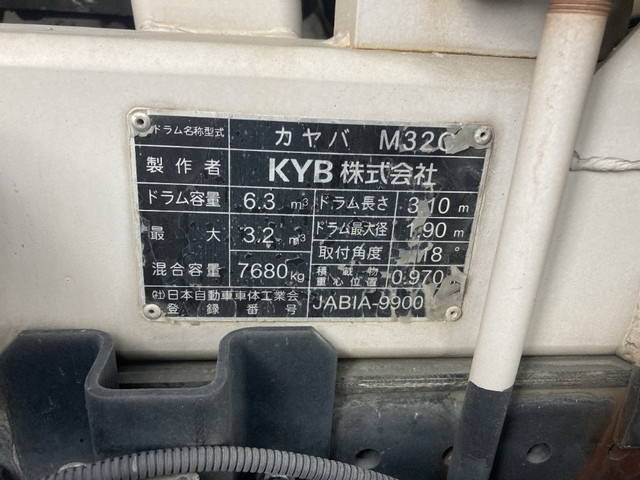 ドラム名称型式 カヤバ M320
製作者 KYB株式会社
ドラム容量 6.3 m³ ドラム長さ 3.10 m
最大 3.2 m³ ドラム最大径 1.90 m
混合容量 7680kg 取付角度 18°
積載物重心位置 0.970
(社)日本自動車車体工業会 JABIA-9900
登録番号